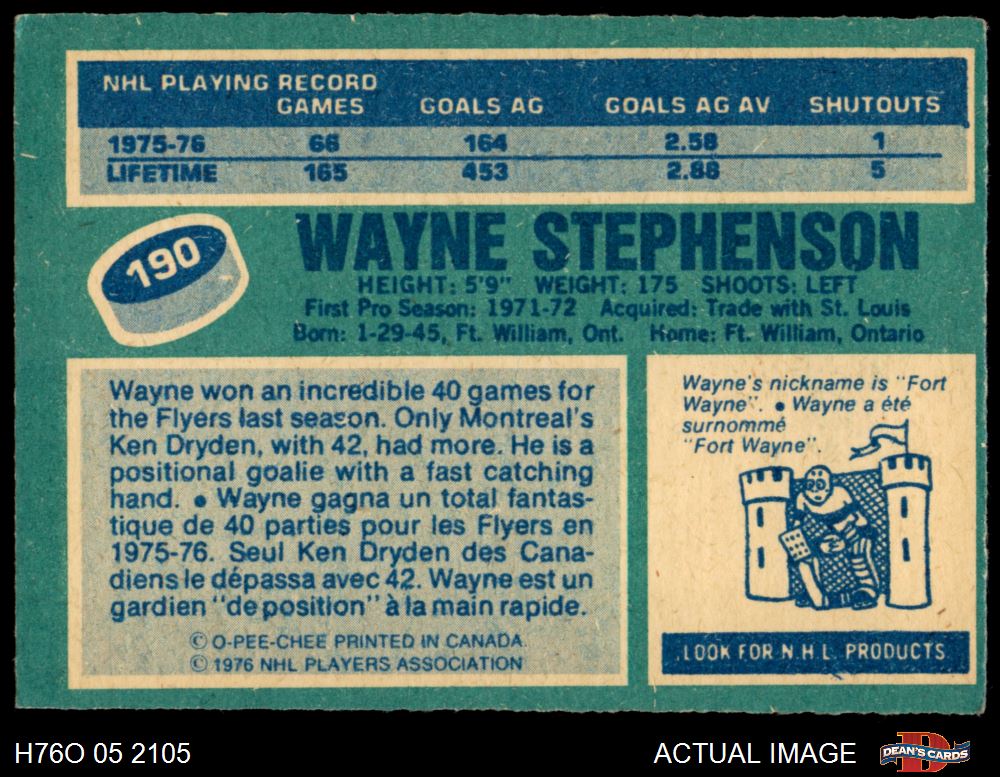 NHL PLAYING RECORD
GAMES GOALS AG GOALS AG AV SHUTOUTS
1975-76 66 164 2.58 1
LIFETIME 165 453 2.88 5
190
WAYNE STEPHENSON
HEIGHT: 5'9" WEIGHT: 175 SHOOTS: LEFT
First Pro Season: 1971-72 Acquired: Trade with St. Louis
Born: 1-29-45, Ft. William, Ont. Home: Ft. William, Ontario
Wayne won an incredible 40 games for
the Flyers last season. Only Montreal's
Ken Dryden, with 42, had more. He is a
positional goalie with a fast catching
hand. • Wayne gagna un total fantas-
tique de 40 parties pour les Flyers en
1975-76. Seul Ken Dryden des Cana-
diens le dépassa avec 42. Wayne est un
gardien "de position" à la main rapide.
© O-PEE-CHEE PRINTED IN CANADA.
© 1976 NHL PLAYERS ASSOCIATION
Wayne's nickname is "Fort
Wayne". • Wayne a été
surnommé
"Fort Wayne".
LOOK FOR N.H.L. PRODUCTS
H76O 05 2105
ACTUAL IMAGE
D
DEAN'S CARDS